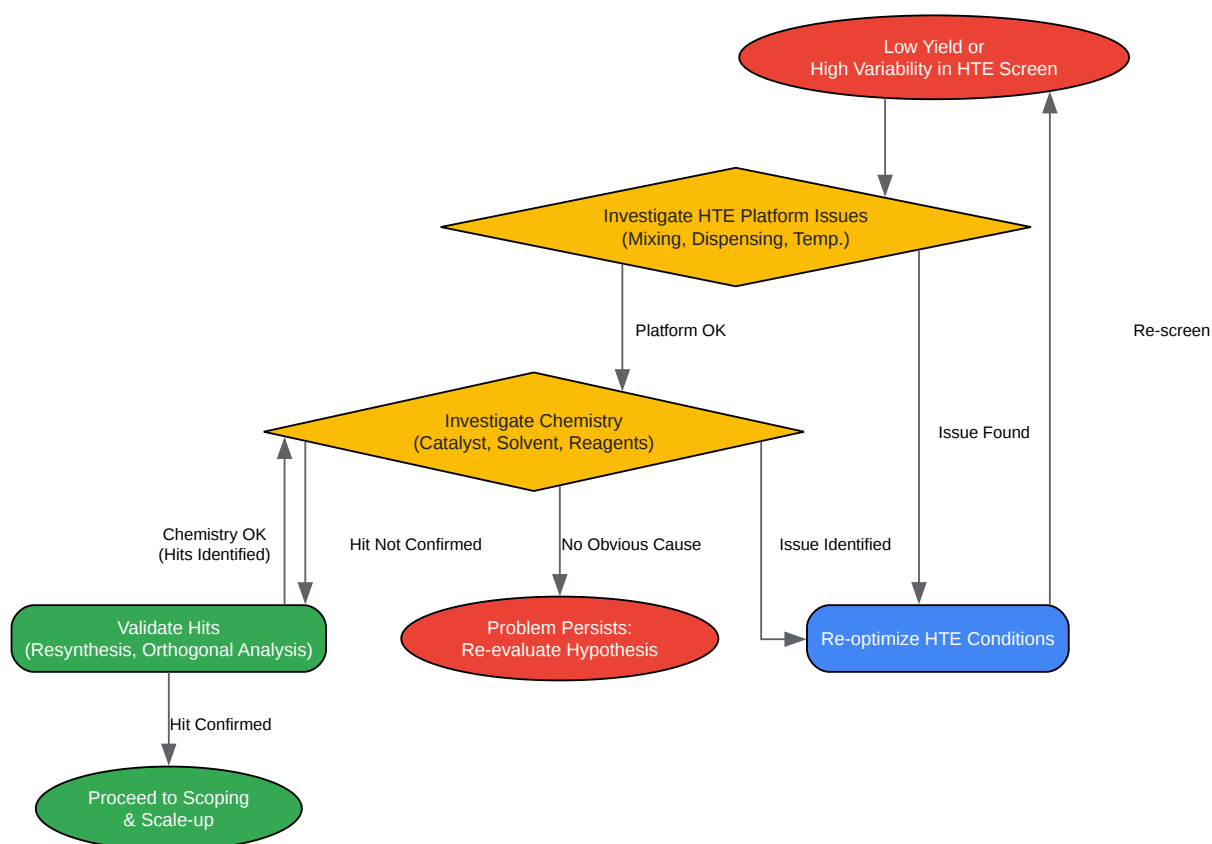 Low Yield or
High Variability in HTE Screen
Investigate HTE Platform Issues
(Mixing, Dispensing, Temp.)
Platform OK
Re-screen
Investigate Chemistry
(Catalyst, Solvent, Reagents)
Issue Found
Chemistry OK
(Hits Identified)
Hit Not Confirmed
No Obvious Cause
Issue Identified
Validate Hits
(Resynthesis, Orthogonal Analysis)
Problem Persists:
Re-evaluate Hypothesis
Re-optimize HTE Conditions
Hit Confirmed
Proceed to Scoping
& Scale-up